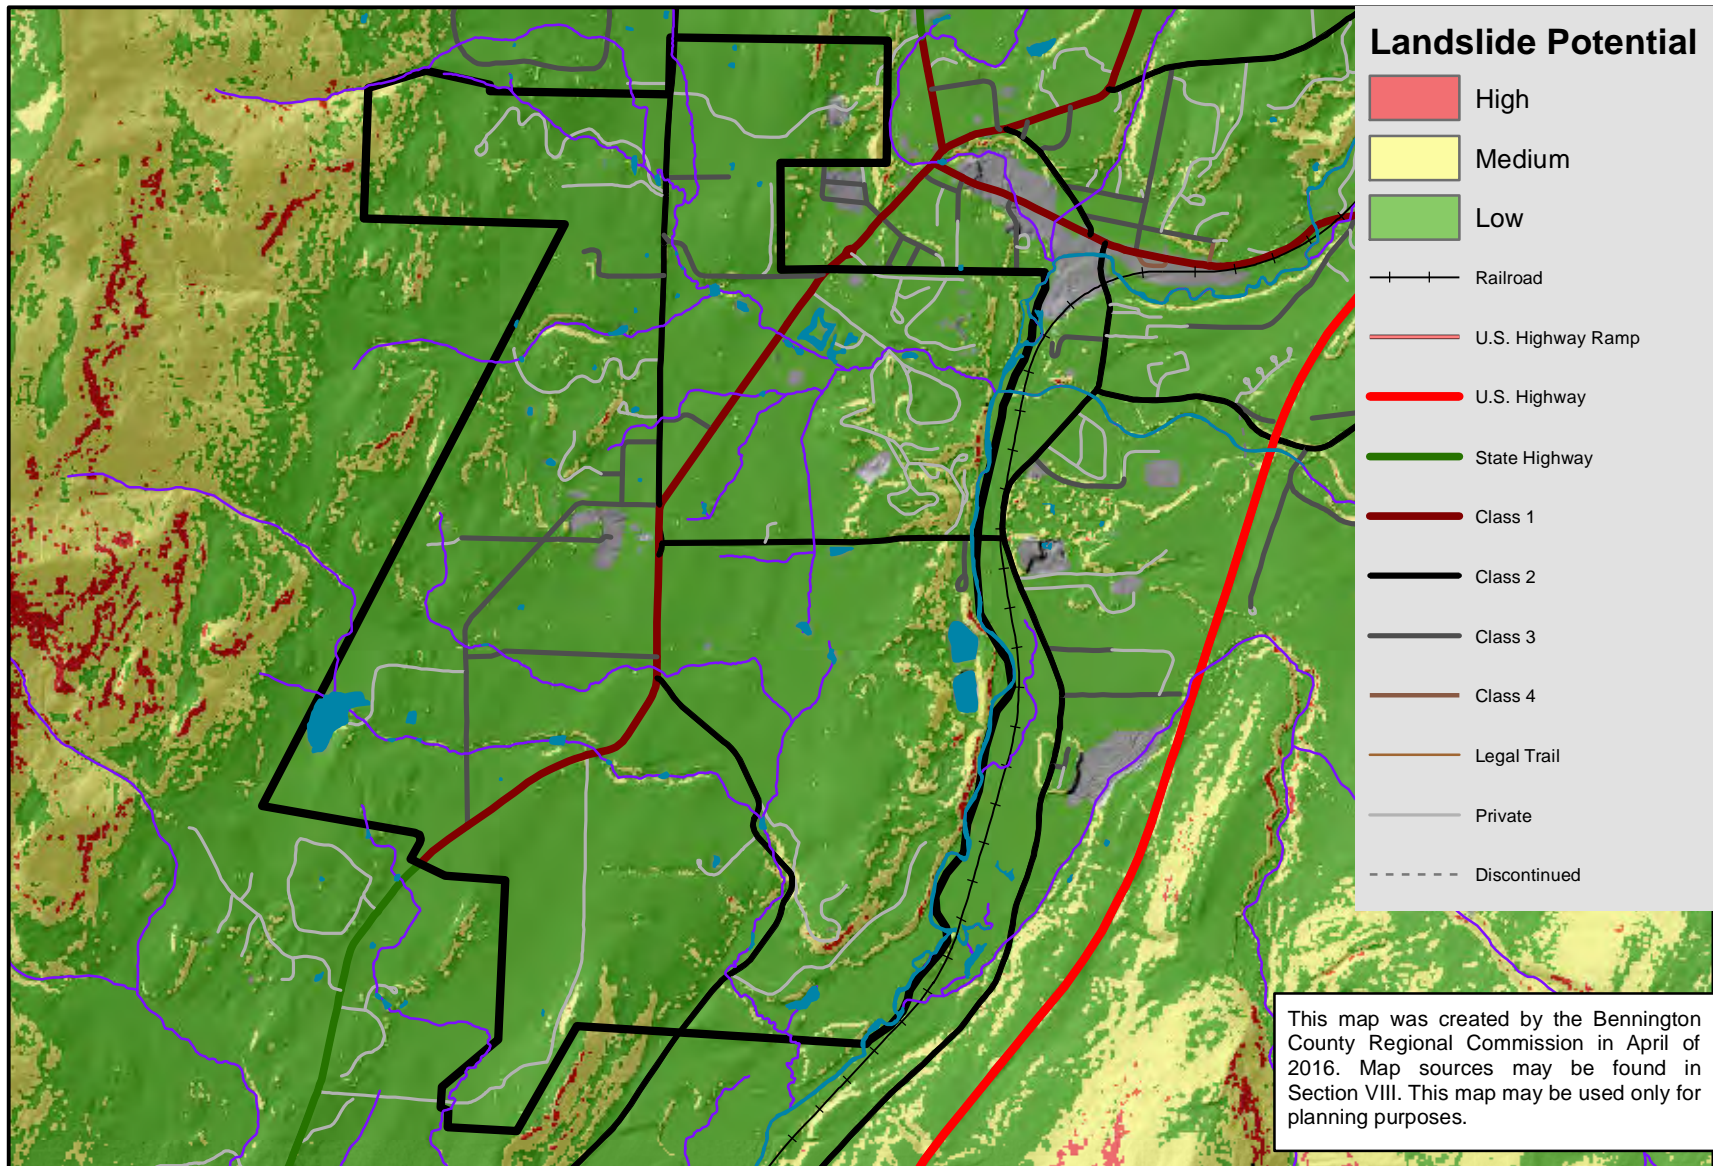 Landslide Potential
High
Medium
Low
Railroad
U.S. Highway Ramp
U.S. Highway
State Highway
Class 1
Class 2
Class 3
Class 4
Legal Trail
Private
Discontinued
This map was created by the Bennington
County Regional Commission in April of
2016. Map sources may be found in
Section VIII. This map may be used only for
planning purposes.